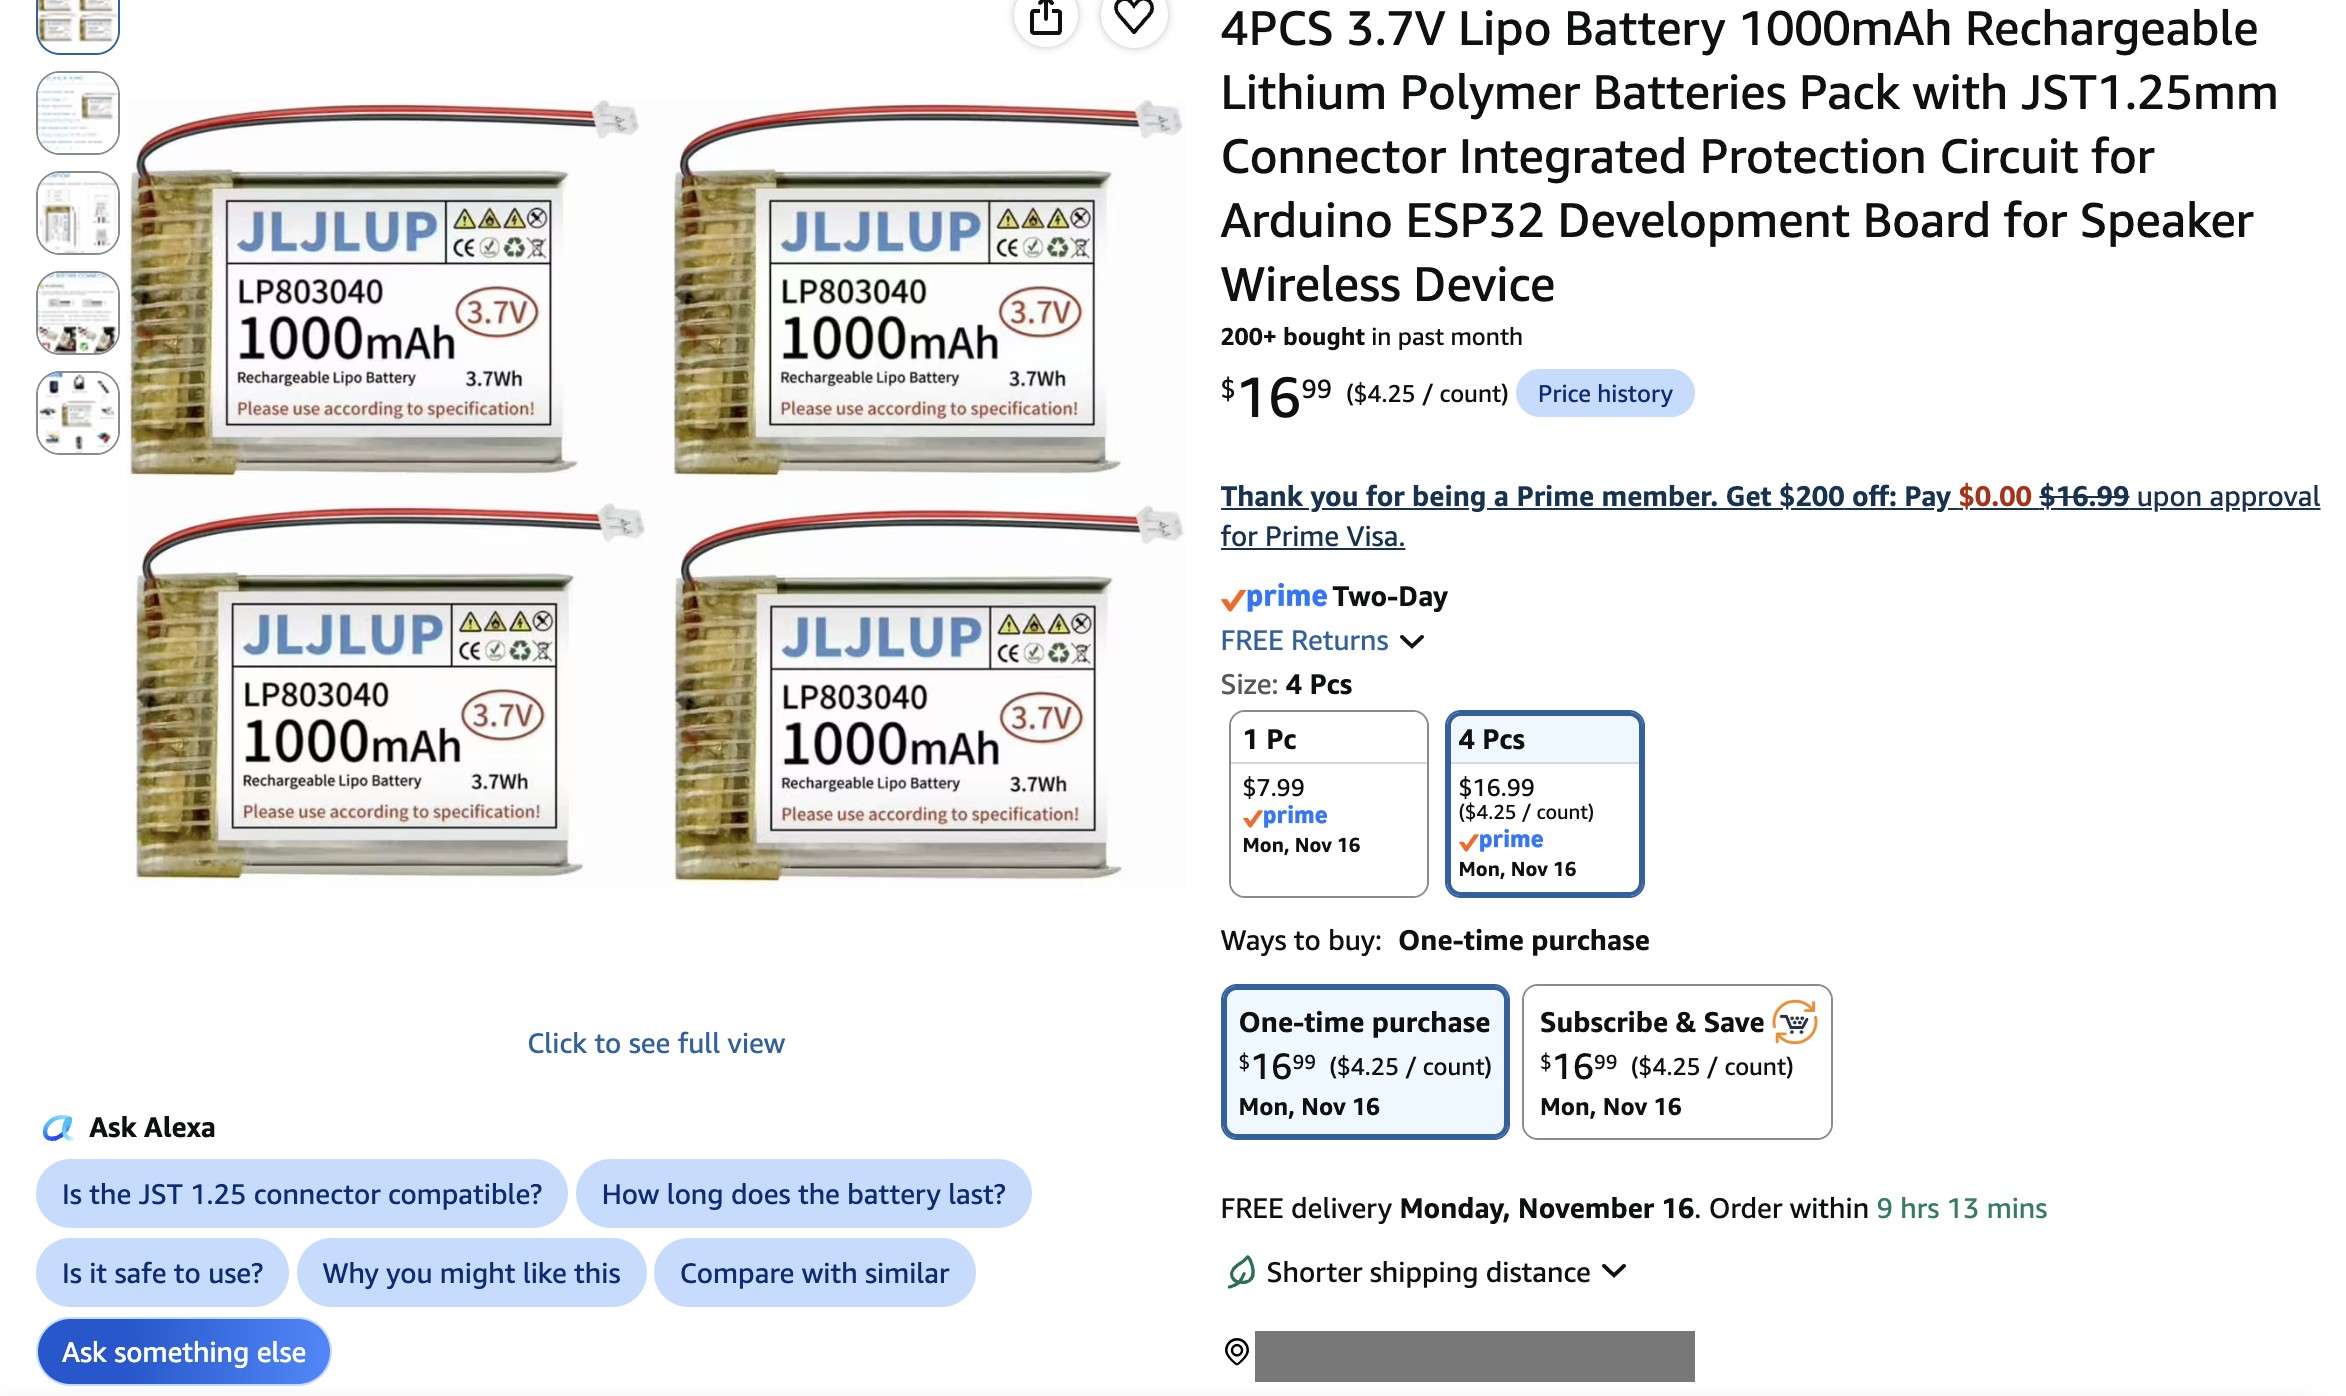 4PCS 3.7V Lipo Battery 1000mAh Rechargeable
Lithium Polymer Batteries Pack with JST1.25mm
Connector Integrated Protection Circuit for
Arduino ESP32 Development Board for Speaker
Wireless Device
200+ bought in past month
$16 99 ($4.25 / count) Price history
Thank you for being a Prime member. Get $200 off: Pay $0.00 $16.99 upon approval
for Prime Visa.
prime Two-Day
FREE Returns
Size: 4 Pcs
1 Pc
$7.99
prime
Mon, Nov 16
4 Pcs
$16.99
($4.25 / count)
prime
Mon, Nov 16
Ways to buy: One-time purchase
One-time purchase
$16 99 ($4.25 / count)
Mon, Nov 16
Subscribe & Save
$16 99 ($4.25 / count)
Mon, Nov 16
FREE delivery Monday, November 16. Order within 9 hrs 13 mins
Shorter shipping distance
JLJLUP
CE
LP803040
3.7V
1000mAh
Rechargeable Lipo Battery 3.7Wh
Please use according to specification!
JLJLUP
CE
LP803040
3.7V
1000mAh
Rechargeable Lipo Battery 3.7Wh
Please use according to specification!
JLJLUP
CE
LP803040
3.7V
1000mAh
Rechargeable Lipo Battery 3.7Wh
Please use according to specification!
JLJLUP
CE
LP803040
3.7V
1000mAh
Rechargeable Lipo Battery 3.7Wh
Please use according to specification!
Click to see full view
Ask Alexa
Is the JST 1.25 connector compatible?
How long does the battery last?
Is it safe to use?
Why you might like this
Compare with similar
Ask something else